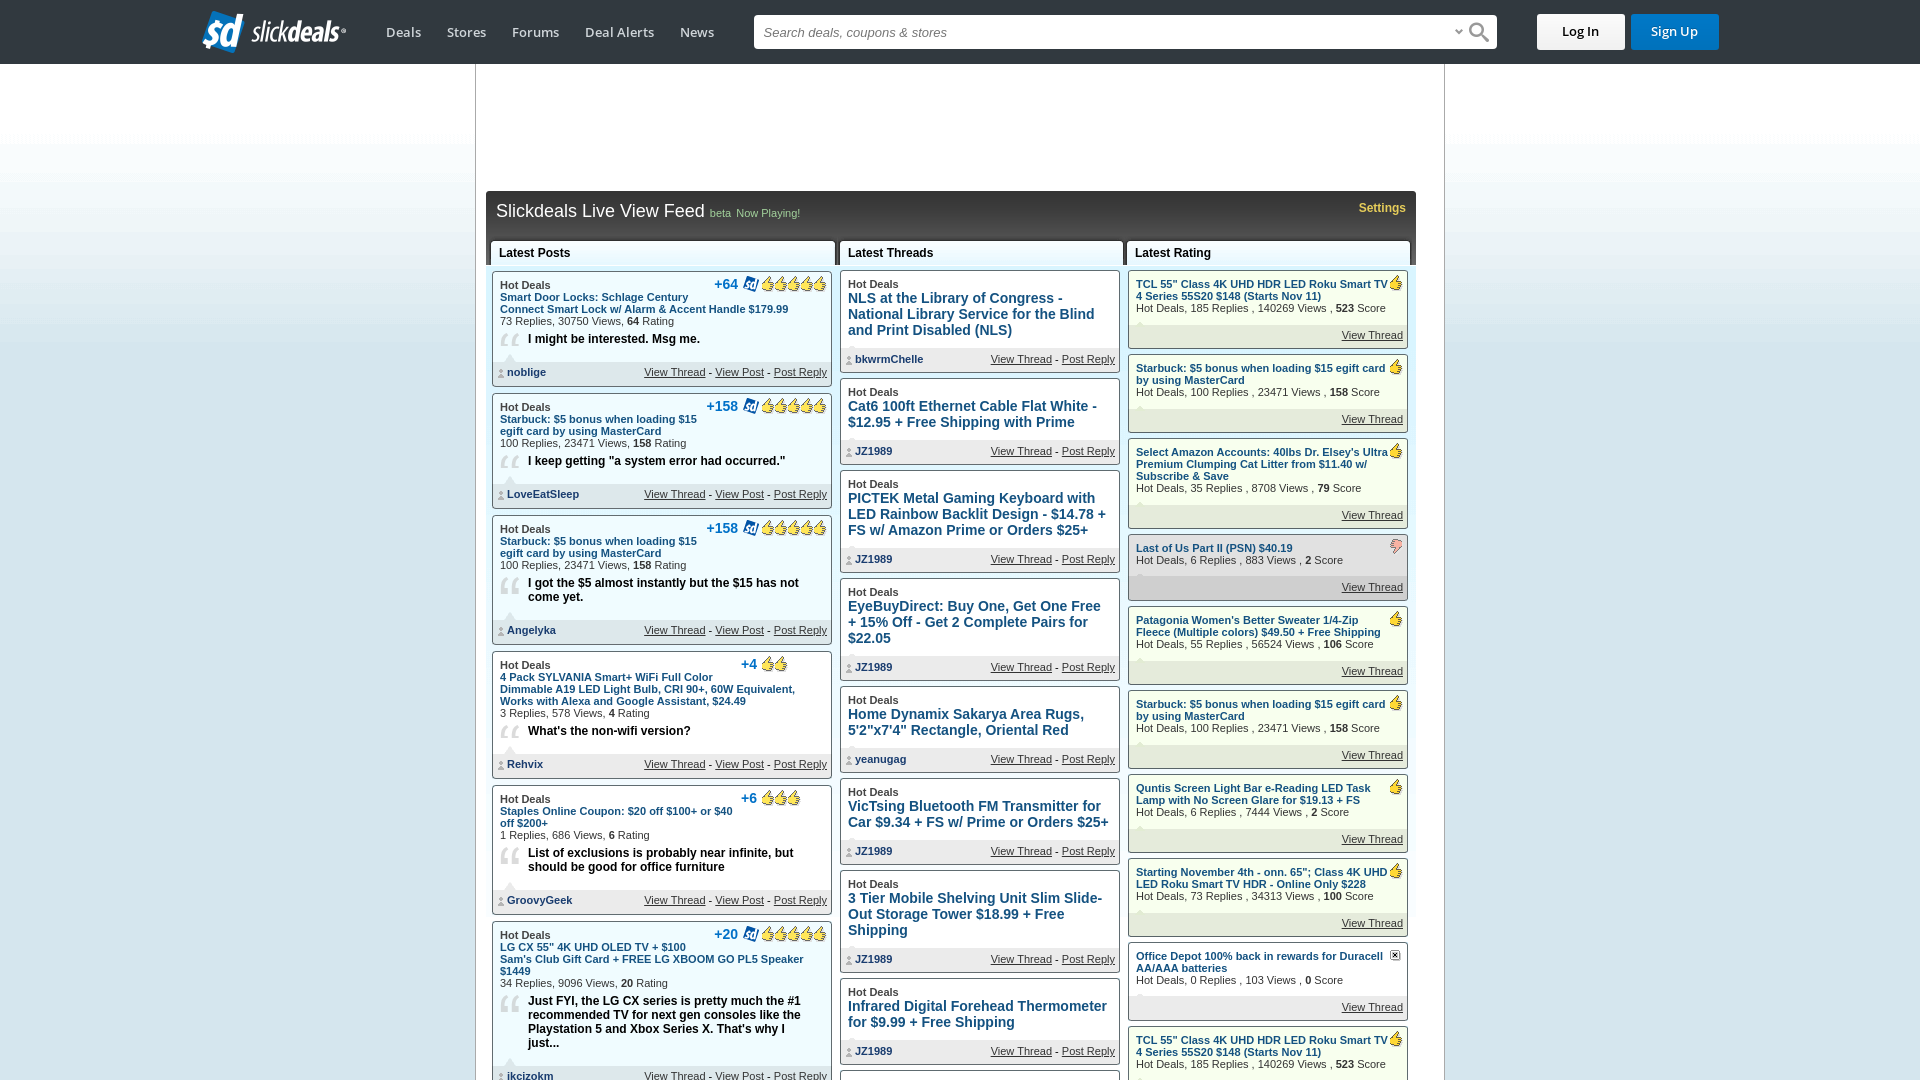 sd slickdeals
Deals
Stores
Forums
Deal Alerts
News
Search deals, coupons & stores
Log In
Sign Up
Slickdeals Live View Feed beta Now Playing!
Settings
Latest Posts
Hot Deals
+64
Smart Door Locks: Schlage Century
Connect Smart Lock w/ Alarm & Accent Handle $179.99
73 Replies, 30750 Views, 64 Rating
I might be interested. Msg me.
noblige
View Thread - View Post - Post Reply
Hot Deals
+158
Starbuck: $5 bonus when loading $15
egift card by using MasterCard
100 Replies, 23471 Views, 158 Rating
I keep getting "a system error had occurred."
LoveEatSleep
View Thread - View Post - Post Reply
Hot Deals
+158
Starbuck: $5 bonus when loading $15
egift card by using MasterCard
100 Replies, 23471 Views, 158 Rating
I got the $5 almost instantly but the $15 has not
come yet.
Angelyka
View Thread - View Post - Post Reply
Hot Deals
+4
4 Pack SYLVANIA Smart+ WiFi Full Color
Dimmable A19 LED Light Bulb, CRI 90+, 60W Equivalent,
Works with Alexa and Google Assistant, $24.49
3 Replies, 578 Views, 4 Rating
What's the non-wifi version?
Rehvix
View Thread - View Post - Post Reply
Hot Deals
+6
Staples Online Coupon: $20 off $100+ or $40
off $200+
1 Replies, 686 Views, 6 Rating
List of exclusions is probably near infinite, but
should be good for office furniture
GroovyGeek
View Thread - View Post - Post Reply
Hot Deals
+20
LG CX 55" 4K UHD OLED TV + $100
Sam's Club Gift Card + FREE LG XBOOM GO PL5 Speaker
$1449
34 Replies, 9096 Views, 20 Rating
Just FYI, the LG CX series is pretty much the #1
recommended TV for next gen consoles like the
Playstation 5 and Xbox Series X. That's why I
just...
ikcizokm
View Thread - View Post - Post Reply
Latest Threads
Hot Deals
NLS at the Library of Congress -
National Library Service for the Blind
and Print Disabled (NLS)
bkwrmChelle
View Thread - Post Reply
Hot Deals
Cat6 100ft Ethernet Cable Flat White -
$12.95 + Free Shipping with Prime
JZ1989
View Thread - Post Reply
Hot Deals
PICTEK Metal Gaming Keyboard with
LED Rainbow Backlit Design - $14.78 +
FS w/ Amazon Prime or Orders $25+
JZ1989
View Thread - Post Reply
Hot Deals
EyeBuyDirect: Buy One, Get One Free
+ 15% Off - Get 2 Complete Pairs for
$22.05
JZ1989
View Thread - Post Reply
Hot Deals
Home Dynamix Sakarya Area Rugs,
5'2"x7'4" Rectangle, Oriental Red
yeanugag
View Thread - Post Reply
Hot Deals
VicTsing Bluetooth FM Transmitter for
Car $9.34 + FS w/ Prime or Orders $25+
JZ1989
View Thread - Post Reply
Hot Deals
3 Tier Mobile Shelving Unit Slim Slide-
Out Storage Tower $18.99 + Free
Shipping
JZ1989
View Thread - Post Reply
Hot Deals
Infrared Digital Forehead Thermometer
for $9.99 + Free Shipping
JZ1989
View Thread - Post Reply
Latest Rating
TCL 55" Class 4K UHD HDR LED Roku Smart TV
4 Series 55S20 $148 (Starts Nov 11)
Hot Deals, 185 Replies , 140269 Views , 523 Score
View Thread
Starbuck: $5 bonus when loading $15 egift card
by using MasterCard
Hot Deals, 100 Replies , 23471 Views , 158 Score
View Thread
Select Amazon Accounts: 40lbs Dr. Elsey's Ultra
Premium Clumping Cat Litter from $11.40 w/
Subscribe & Save
Hot Deals, 35 Replies , 8708 Views , 79 Score
View Thread
Last of Us Part II (PSN) $40.19
Hot Deals, 6 Replies , 883 Views , 2 Score
View Thread
Patagonia Women's Better Sweater 1/4-Zip
Fleece (Multiple colors) $49.50 + Free Shipping
Hot Deals, 55 Replies , 56524 Views , 106 Score
View Thread
Starbuck: $5 bonus when loading $15 egift card
by using MasterCard
Hot Deals, 100 Replies , 23471 Views , 158 Score
View Thread
Quntis Screen Light Bar e-Reading LED Task
Lamp with No Screen Glare for $19.13 + FS
Hot Deals, 6 Replies , 7444 Views , 2 Score
View Thread
Starting November 4th - onn. 65"; Class 4K UHD
LED Roku Smart TV HDR - Online Only $228
Hot Deals, 73 Replies , 34313 Views , 100 Score
View Thread
Office Depot 100% back in rewards for Duracell
AA/AAA batteries
Hot Deals, 0 Replies , 103 Views , 0 Score
View Thread
TCL 55" Class 4K UHD HDR LED Roku Smart TV
4 Series 55S20 $148 (Starts Nov 11)
Hot Deals, 185 Replies , 140269 Views , 523 Score